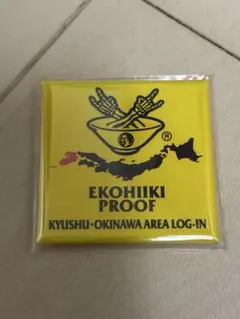 ®
EKOHIIKI
PROOF
KYUSHU・OKINAWA AREA LOG-IN